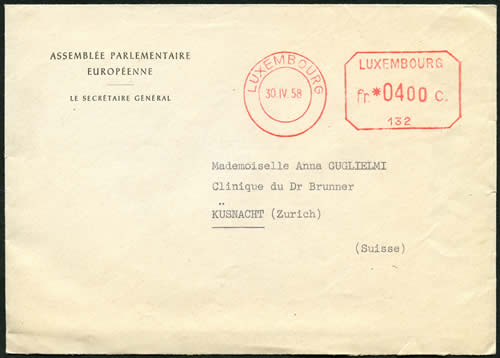 ASSEMBLÉE PARLEMENTAIRE
EUROPÉENNE
LE SECRÉTAIRE GÉNÉRAL
LUXEMBOURG
30.IV.58
LUXEMBOURG
fr. *0400 c.
132
Mademoiselle Anna GUGLIELMI
Clinique du Dr Brunner
KÜSNACHT (Zurich)
(Suisse)